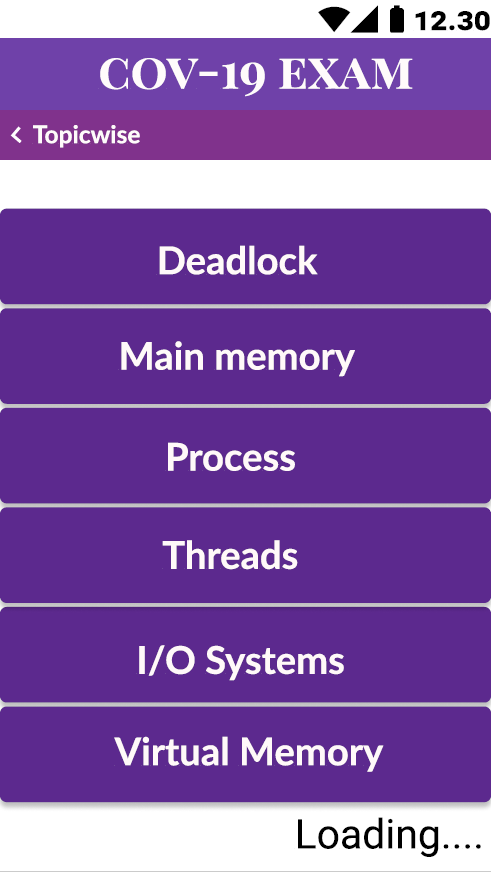 12.30
COV-19 EXAM
Topicwise
Deadlock
Main memory
Process
Threads
I/O Systems
Virtual Memory
Loading....